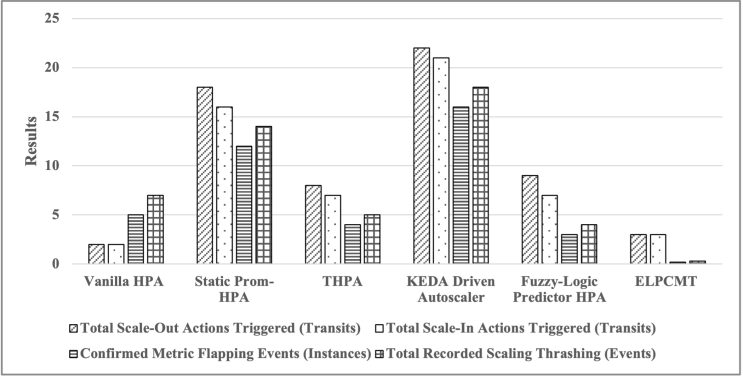 25
20
15
10
5
0
Results
Vanilla HPA
Static Prom-
HPA
THPA
KEDA Driven
Autoscaler
Fuzzy-Logic
Predictor HPA
ELPCMT
Total Scale-Out Actions Triggered (Transits)
Total Scale-In Actions Triggered (Transits)
Confirmed Metric Flapping Events (Instances)
Total Recorded Scaling Thrashing (Events)